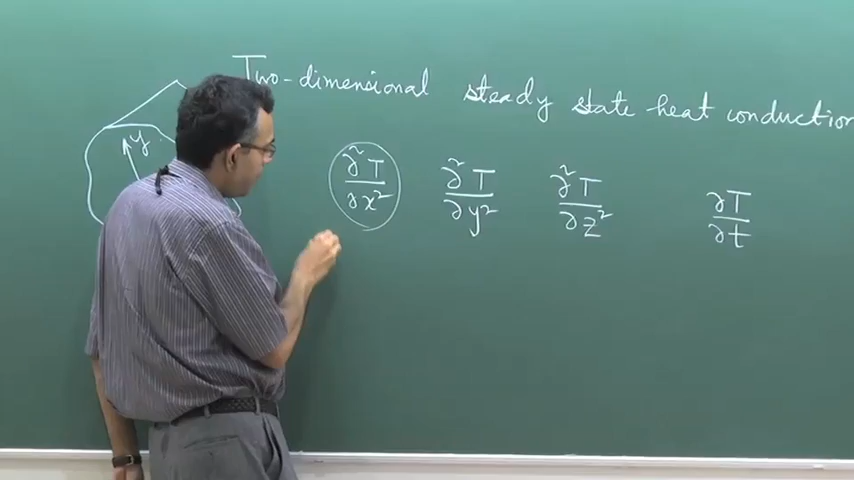 Two-dimensional steady state heat conduction
y ∂²T/∂x² ∂²T/∂y² ∂²T/∂z² ∂T/∂t